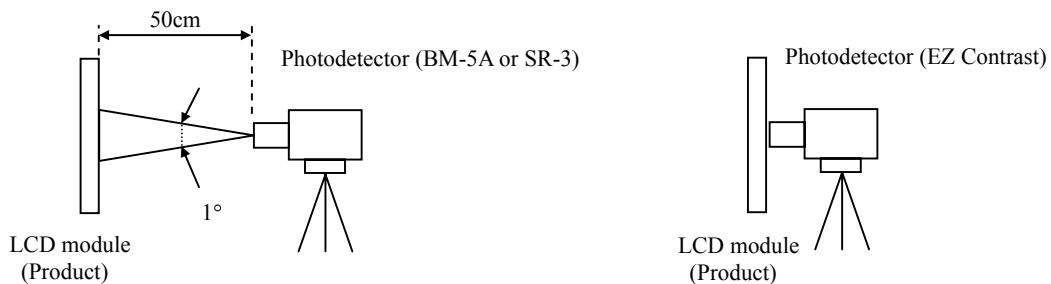 50cm
Photodetector (BM-5A or SR-3)
1°
LCD module
(Product)
Photodetector (EZ Contrast)
LCD module
(Product)